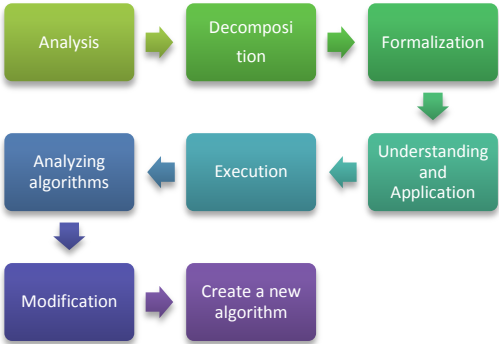 Analysis
Decomposi
tion
Formalization
Understanding
and
Application
Execution
Analyzing
algorithms
Modification
Create a new
algorithm